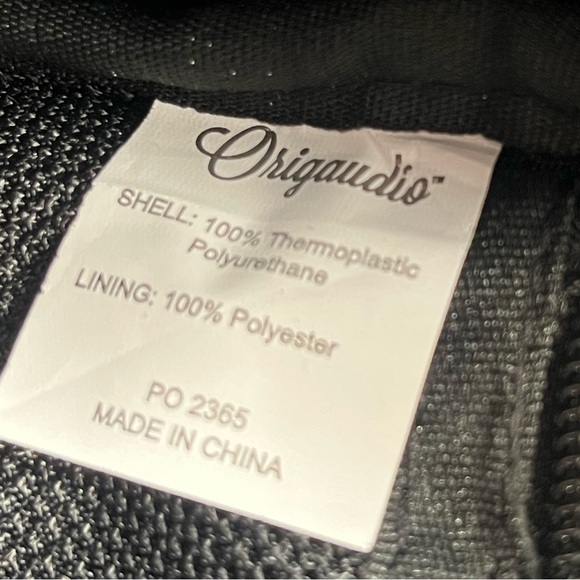 Origaudio™
SHELL: 100% Thermoplastic
Polyurethane
LINING: 100% Polyester
PO 2365
MADE IN CHINA